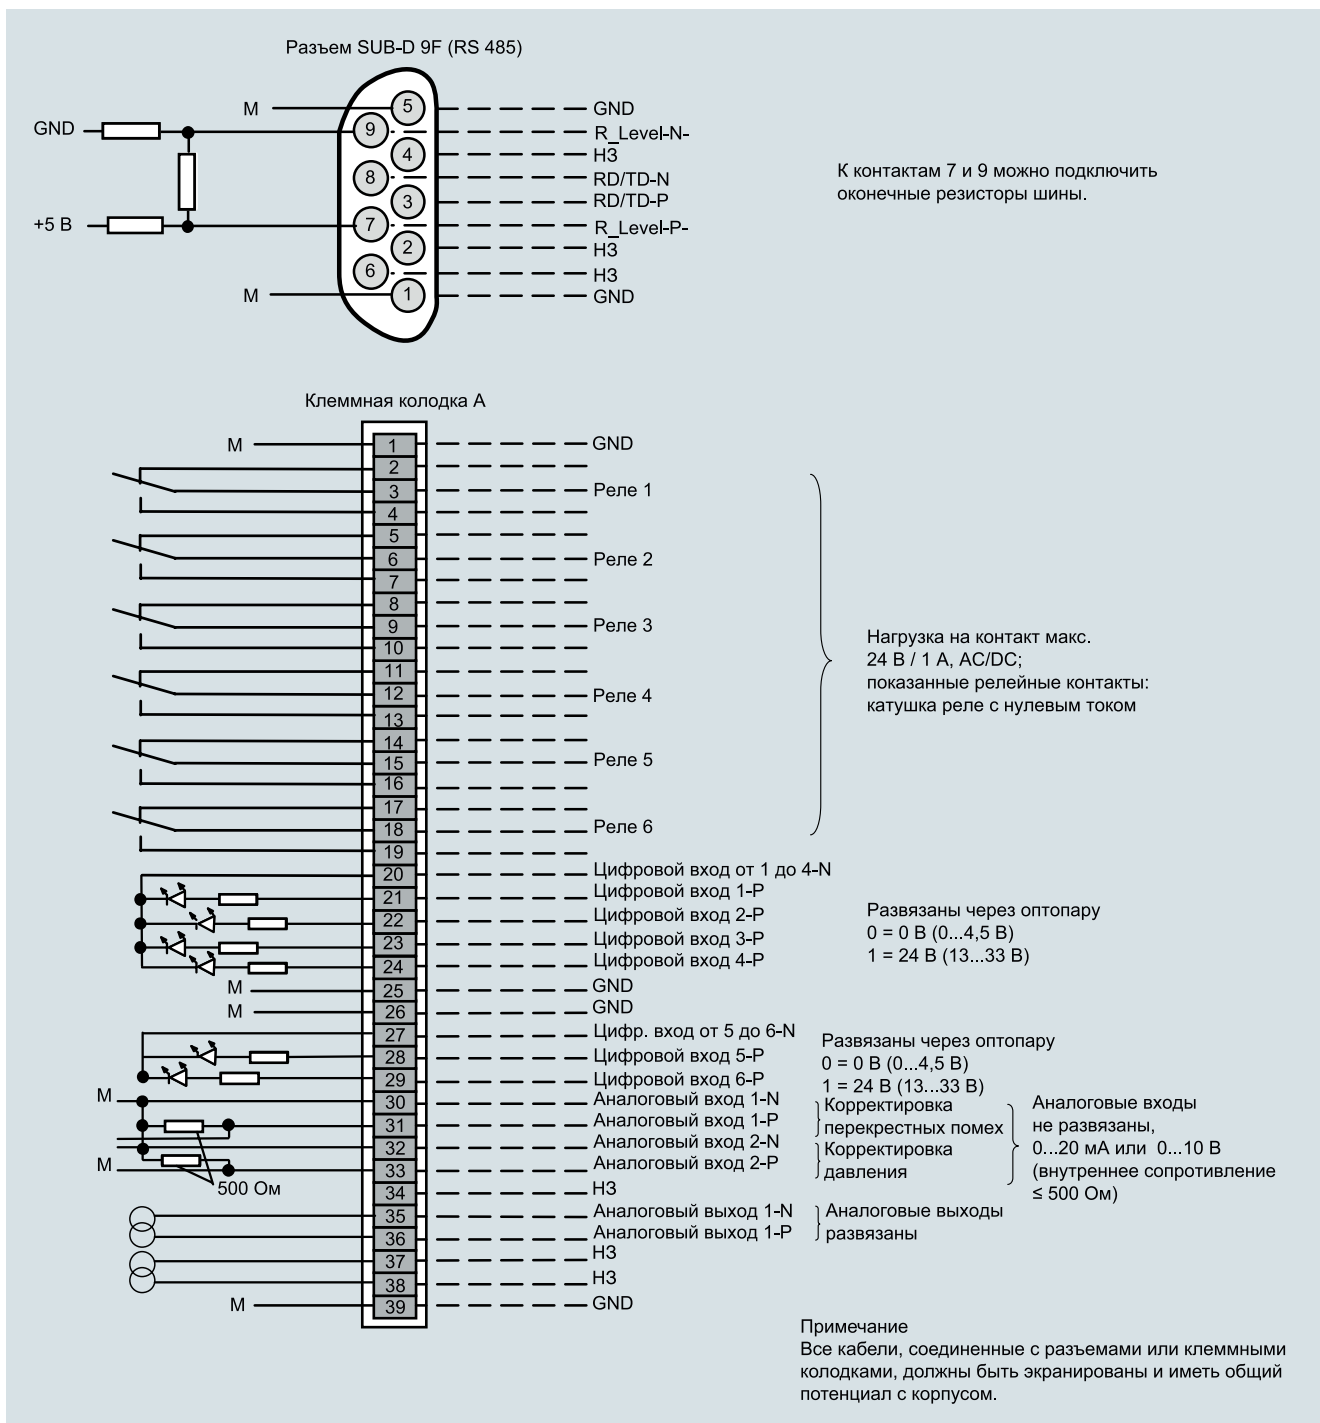 Разъем SUB-D 9F (RS 485)
M
5
GND
GND
9
R_Level-N-
4
НЗ
8
RD/TD-N
3
RD/TD-P
+5 В
7
R_Level-P-
2
НЗ
6
НЗ
M
1
GND
К контактам 7 и 9 можно подключить
оконечные резисторы шины.
Клеммная колодка А
M
1
GND
2
3
Реле 1
4
5
6
Реле 2
7
8
9
Реле 3
10
11
12
Реле 4
13
14
15
Реле 5
16
17
18
Реле 6
19
Нагрузка на контакт макс.
24 В / 1 А, AC/DC;
показанные релейные контакты:
катушка реле с нулевым током
20
Цифровой вход от 1 до 4-N
21
Цифровой вход 1-P
22
Цифровой вход 2-P
23
Цифровой вход 3-P
24
Цифровой вход 4-P
Развязаны через оптопару
0 = 0 В (0...4,5 В)
1 = 24 В (13...33 В)
M
25
GND
M
26
GND
27
Цифр. вход от 5 до 6-N
28
Цифровой вход 5-P
29
Цифровой вход 6-P
Развязаны через оптопару
0 = 0 В (0...4,5 В)
1 = 24 В (13...33 В)
M
30
Аналоговый вход 1-N
31
Аналоговый вход 1-P
Корректировка
перекрестных помех
32
Аналоговый вход 2-N
M
33
Аналоговый вход 2-P
Корректировка
давления
Аналоговые входы
не развязаны,
0...20 мА или 0...10 В
(внутреннее сопротивление
≤ 500 Ом)
500 Ом
34
НЗ
35
Аналоговый выход 1-N
36
Аналоговый выход 1-P
Аналоговые выходы
развязаны
37
НЗ
38
НЗ
M
39
GND
Примечание
Все кабели, соединенные с разъемами или клеммными
колодками, должны быть экранированы и иметь общий
потенциал с корпусом.